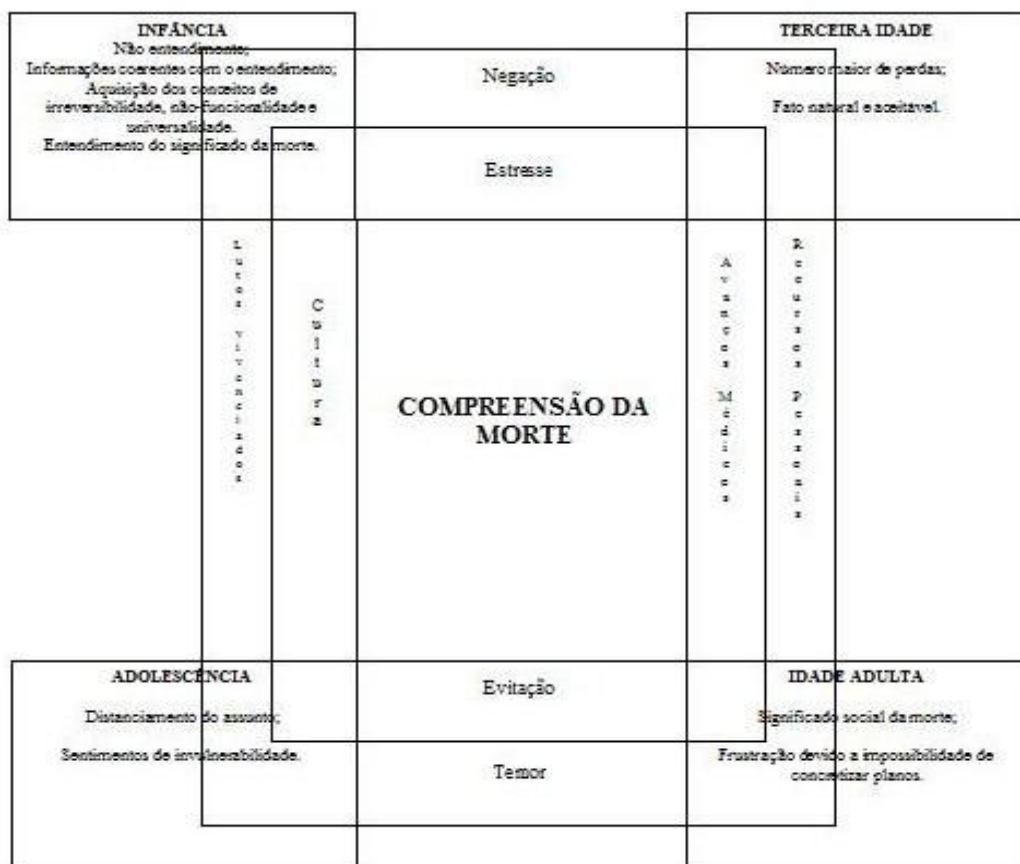 INFÂNCIA
Não entendimento;
Informações coerentes com o entendimento;
Aquisição dos conceitos de
irreversibilidade, não-funcionalidade e
universalidade.
Entendimento do significado da morte.
Negação
Estresse
TERCEIRA IDADE
Número maior de perdas;
Fato natural e aceitável.
Lutos vivenciados
Cultura
COMPREENSÃO DA
MORTE
Avanços Médicos
Recursos Pessoais
ADOLESCÊNCIA
Distanciamento do assunto;
Sentimentos de invulnerabilidade.
Evitação
Temor
IDADE ADULTA
Significado social da morte;
Frustração devido a impossibilidade de
concretizar planos.